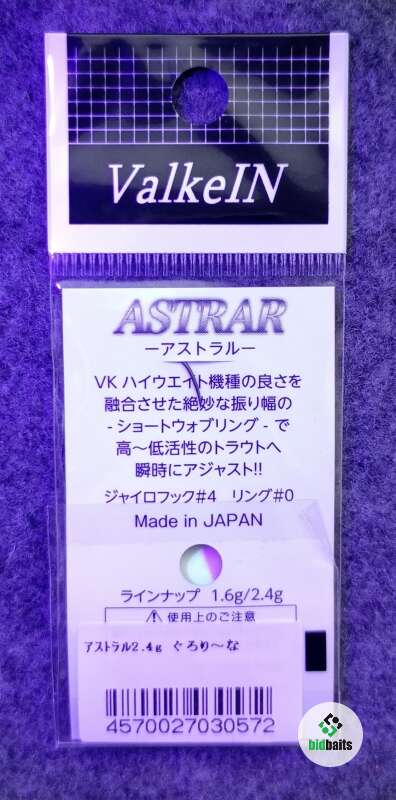 ValkeIN
ASTRAR
ーアストラルー
VK ハイウエイト機種の良さを
融合させた絶妙な振り幅の
- ショートウォブリング - で
高～低活性のトラウトへ
瞬時にアジャスト!!
ジャイロフック#4 リング#0
Made in JAPAN
ラインナップ 1.6g/2.4g
使用上のご注意
アストラル2.4g ぐろり～な
4570027030572
bidbaits